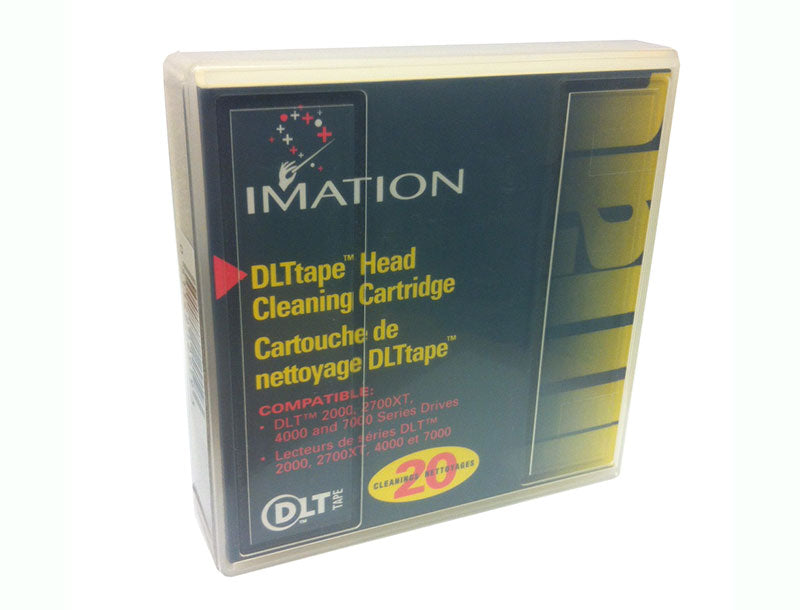 IMATION
DLTtape™ Head
Cleaning Cartridge
Cartouche de
nettoyage DLTtape™
COMPATIBLE:
• DLT™ 2000, 2700XT,
4000 and 7000 Series Drives
• Lecteurs de séries DLT™
2000, 2700XT, 4000 et 7000
20
CLEANINGS NETTOYAGES
DLT™
TAPE